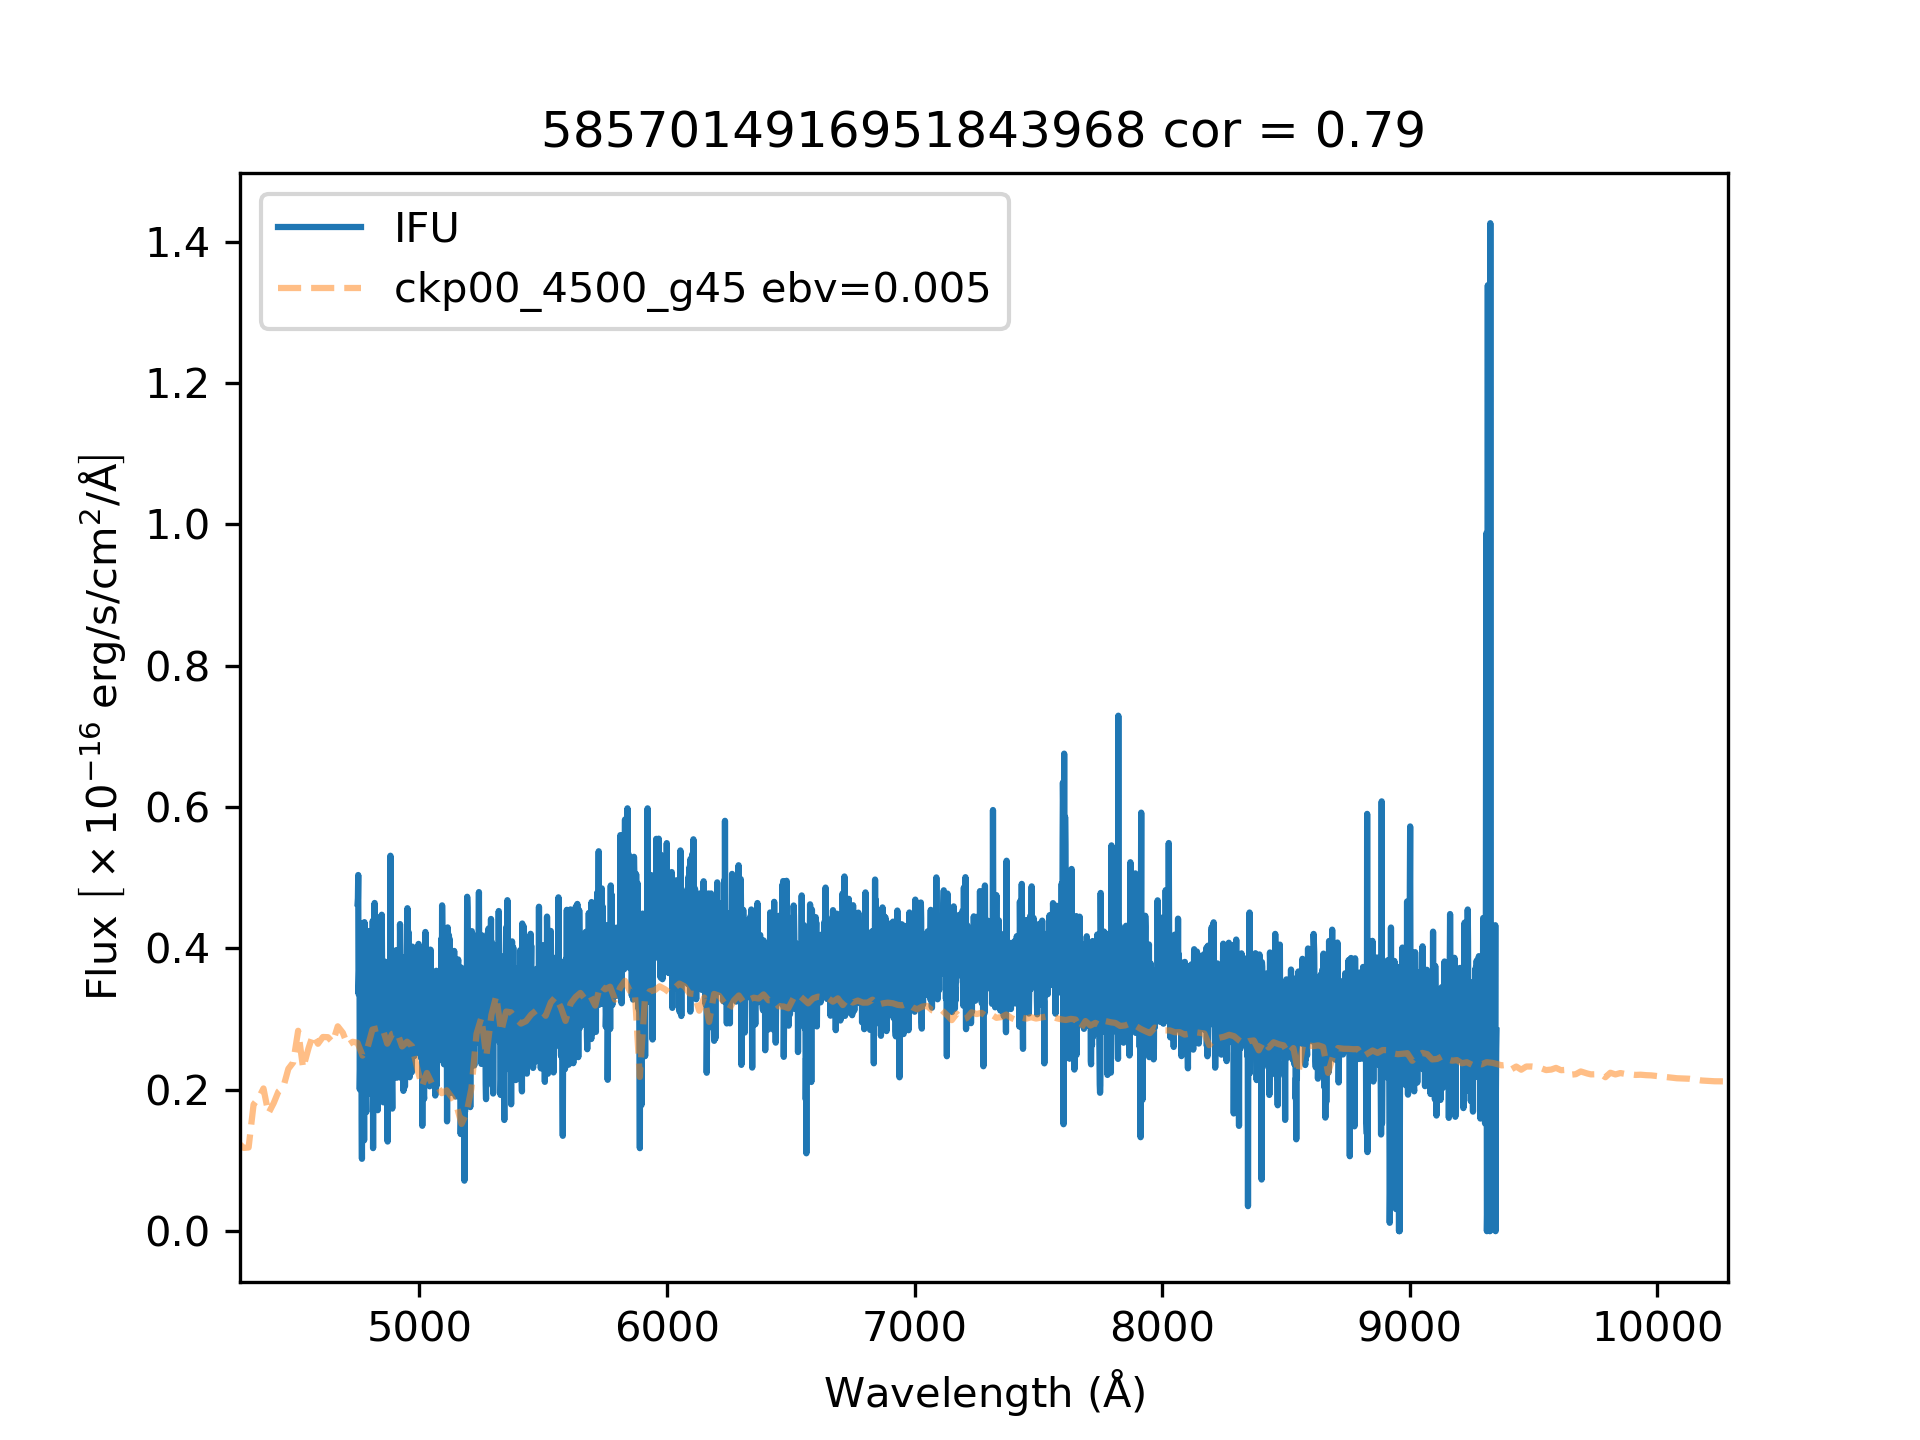 5857014916951843968 cor = 0.79
IFU
ckp00_4500_g45 ebv=0.005
Flux [×10⁻¹⁶ erg/s/cm²/Å]
1.4
1.2
1.0
0.8
0.6
0.4
0.2
0.0
5000 6000 7000 8000 9000 10000
Wavelength (Å)